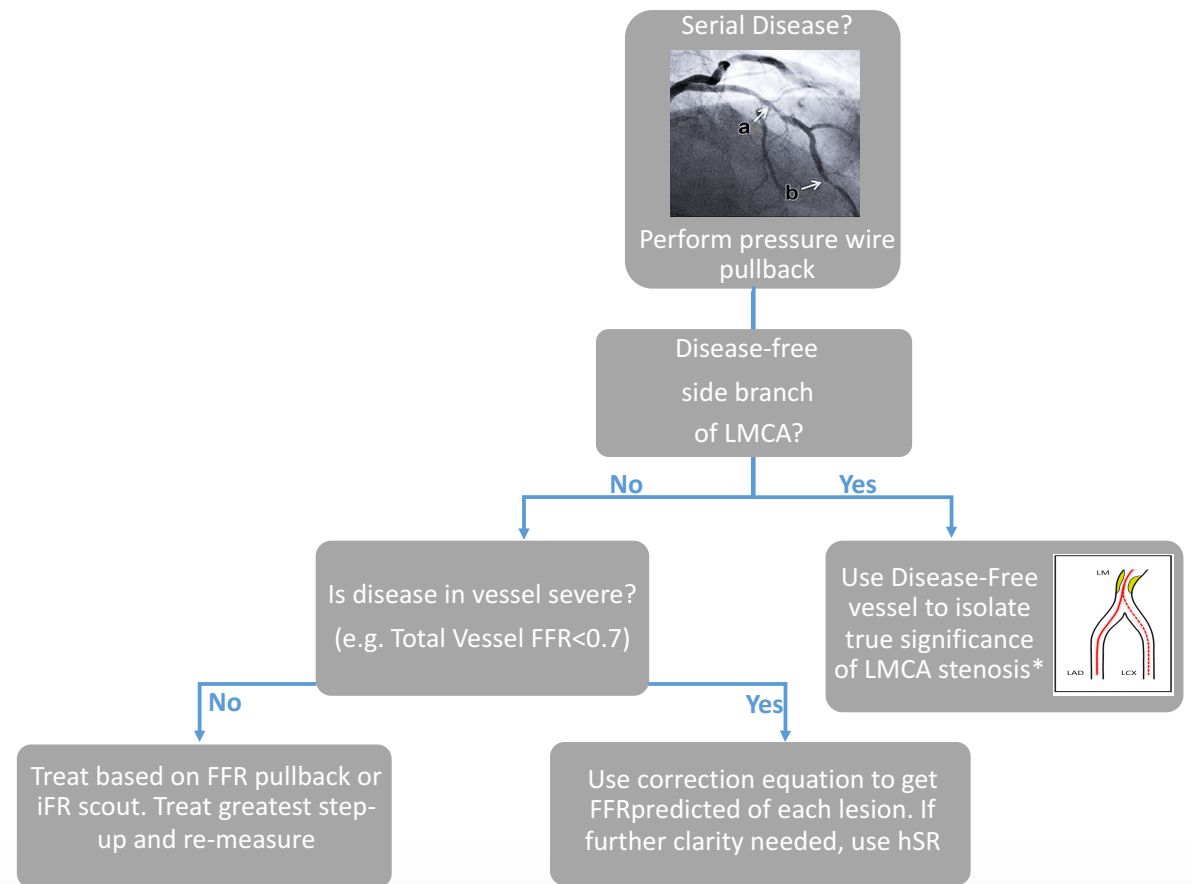 Serial Disease?
a
b
Perform pressure wire
pullback
Disease-free
side branch
of LMCA?
No
Yes
Is disease in vessel severe?
(e.g. Total Vessel FFR<0.7)
Use Disease-Free
vessel to isolate
true significance
of LMCA stenosis*
LM
LAD
LCX
No
Yes
Treat based on FFR pullback or
iFR scout. Treat greatest step-
up and re-measure
Use correction equation to get
FFRpredicted of each lesion. If
further clarity needed, use hSR